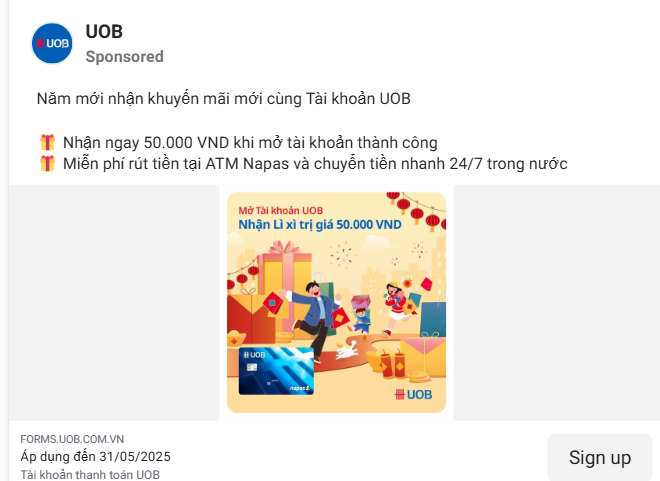 UOB
UOB
Sponsored
Năm mới nhận khuyến mãi mới cùng Tài khoản UOB
Nhận ngay 50.000 VND khi mở tài khoản thành công
Miễn phí rút tiền tại ATM Napas và chuyển tiền nhanh 24/7 trong nước
Mở Tài khoản UOB
Nhận Lì xì trị giá 50.000 VND
UOB
napas
UOB
FORMS.UOB.COM.VN
Áp dụng đến 31/05/2025
Tài khoản thanh toán UOB
Sign up